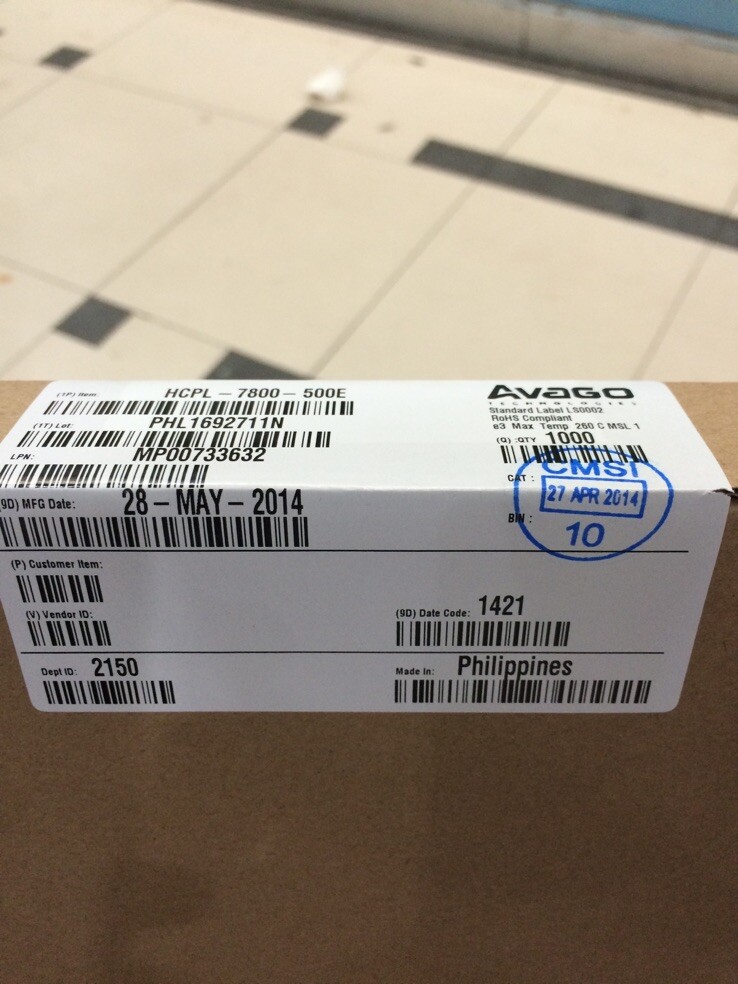 (1P) Item: HCPL - 7800 - 500E
(1T) Lot: PHL1692711N
LPN: MP00733632
(9D) MFG Date: 28 - MAY - 2014
AVAGO
TECHNOLOGIES
Standard Label LS0002
RoHS Compliant
e3 Max Temp 260 C MSL 1
(Q) :QTY 1000
CAT :
BIN :
CMSI
27 APR 2014
10
(P) Customer Item:
(V) Vendor ID:
(9D) Date Code: 1421
Dept ID: 2150
Made In: Philippines